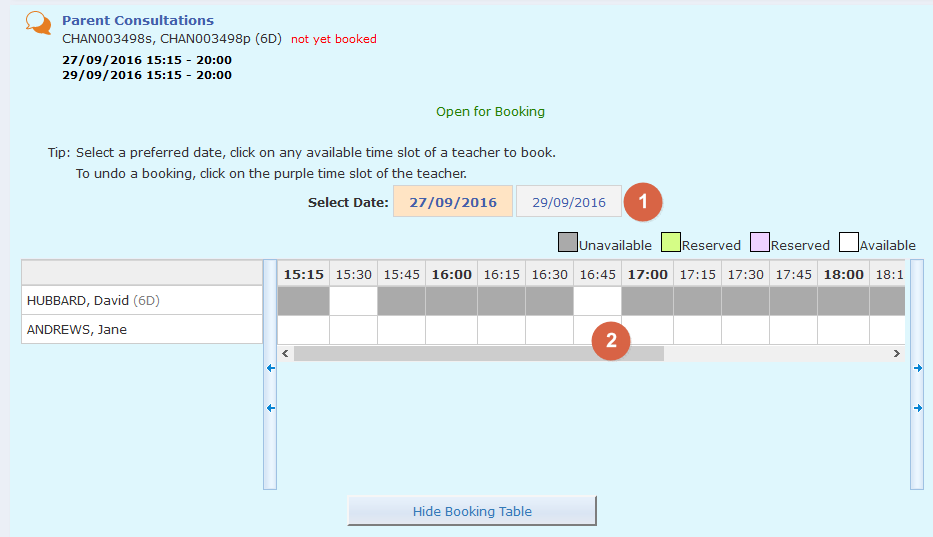 Parent Consultations
CHAN003498s, CHAN003498p (6D) not yet booked
27/09/2016 15:15 - 20:00
29/09/2016 15:15 - 20:00
Open for Booking
Tip: Select a preferred date, click on any available time slot of a teacher to book.
To undo a booking, click on the purple time slot of the teacher.
Select Date: 27/09/2016 29/09/2016 1
Unavailable Reserved Reserved Available
15:15 15:30 15:45 16:00 16:15 16:30 16:45 17:00 17:15 17:30 17:45 18:00 18:1
HUBBARD, David (6D)
ANDREWS, Jane
2
Hide Booking Table